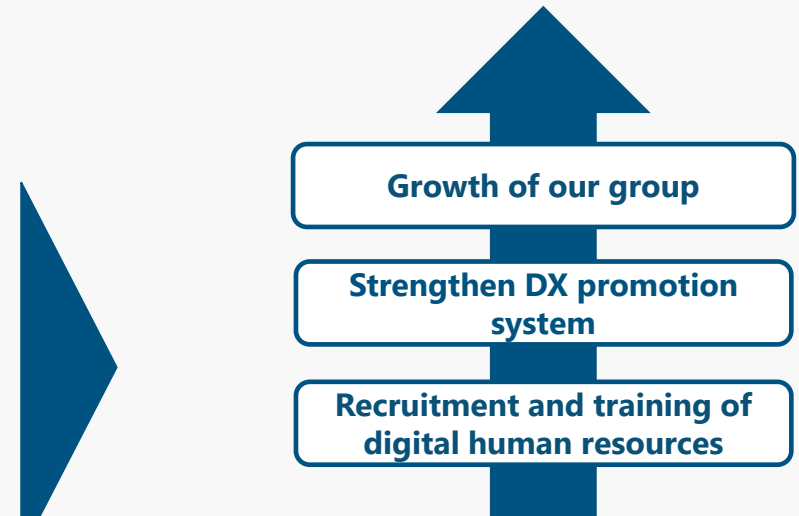 Growth of our group
Strengthen DX promotion
system
Recruitment and training of
digital human resources